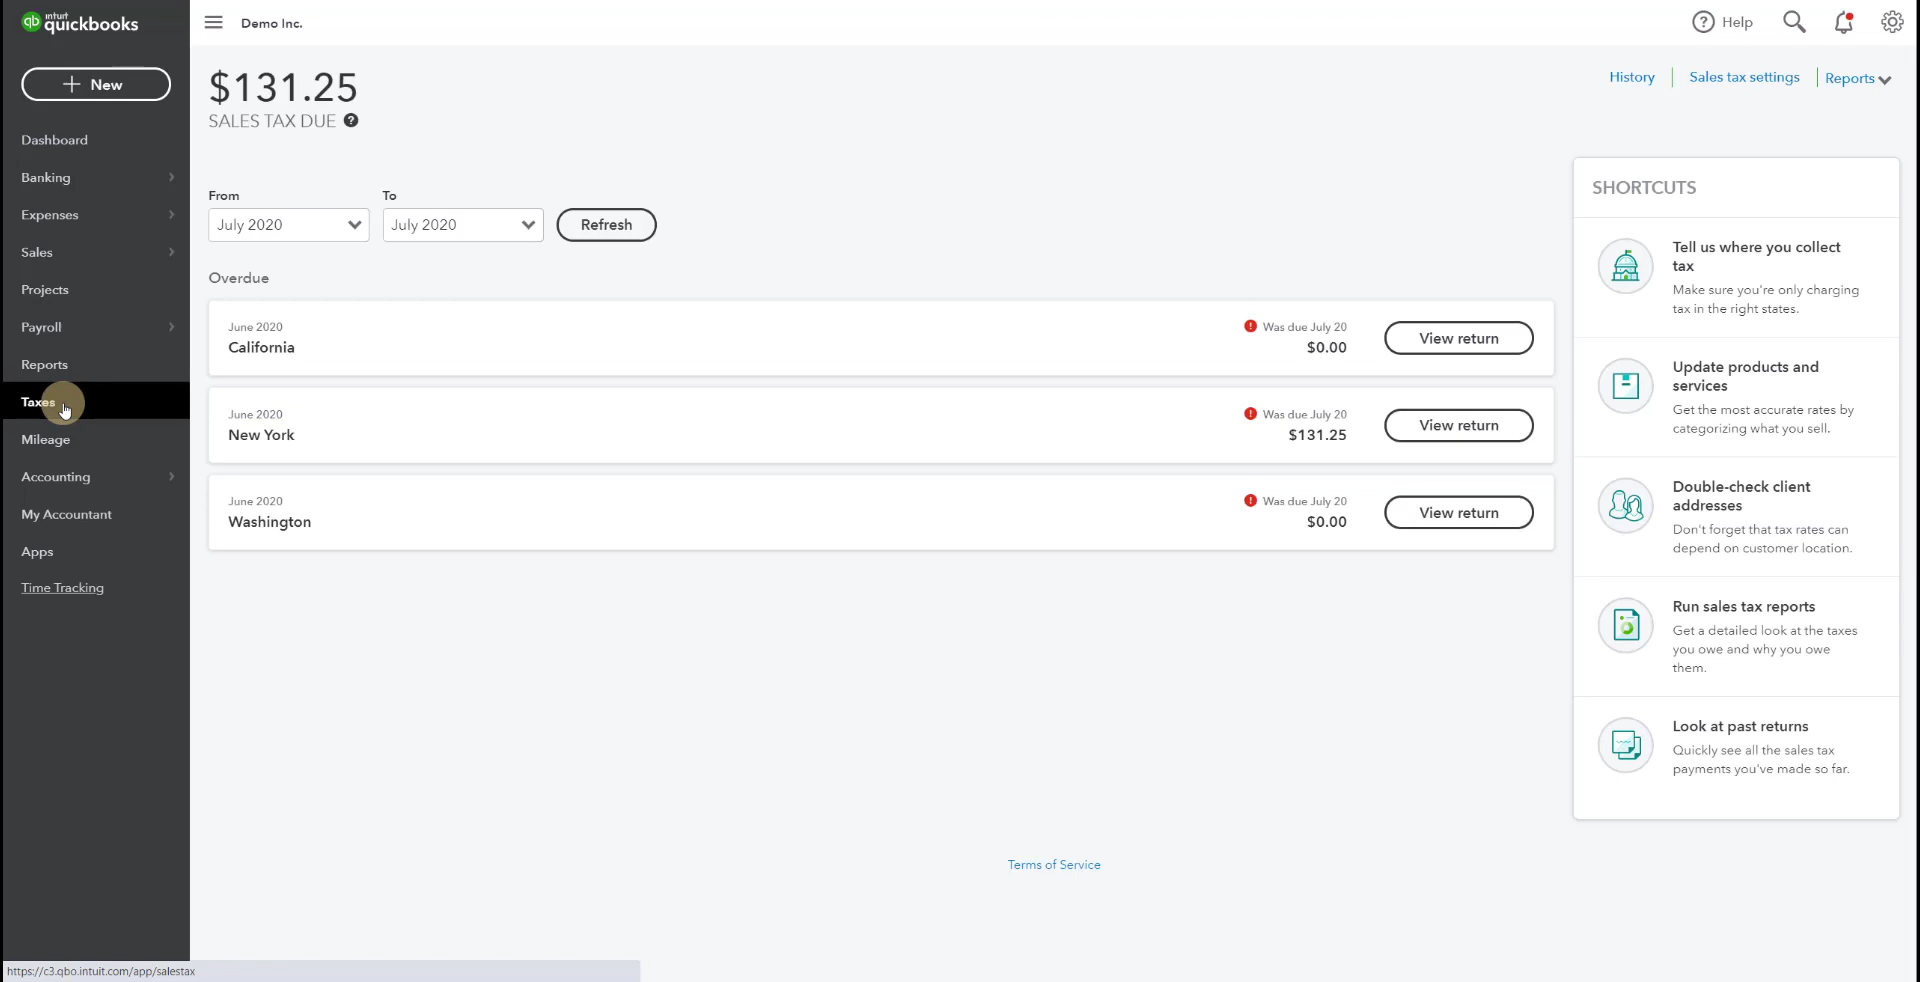 intuit
quickbooks
New
Dashboard
Banking
Expenses
Sales
Projects
Payroll
Reports
Taxes
Mileage
Accounting
My Accountant
Apps
Time Tracking
https://c3.qbo.intuit.com/app/salestax
Demo Inc.
Help
$131.25
SALES TAX DUE
History
Sales tax settings
Reports
From
To
July 2020
July 2020
Refresh
Overdue
June 2020
California
Was due July 20
$0.00
View return
June 2020
New York
Was due July 20
$131.25
View return
June 2020
Washington
Was due July 20
$0.00
View return
SHORTCUTS
Tell us where you collect
tax
Make sure you're only charging
tax in the right states.
Update products and
services
Get the most accurate rates by
categorizing what you sell.
Double-check client
addresses
Don't forget that tax rates can
depend on customer location.
Run sales tax reports
Get a detailed look at the taxes
you owe and why you owe
them.
Look at past returns
Quickly see all the sales tax
payments you've made so far.
Terms of Service